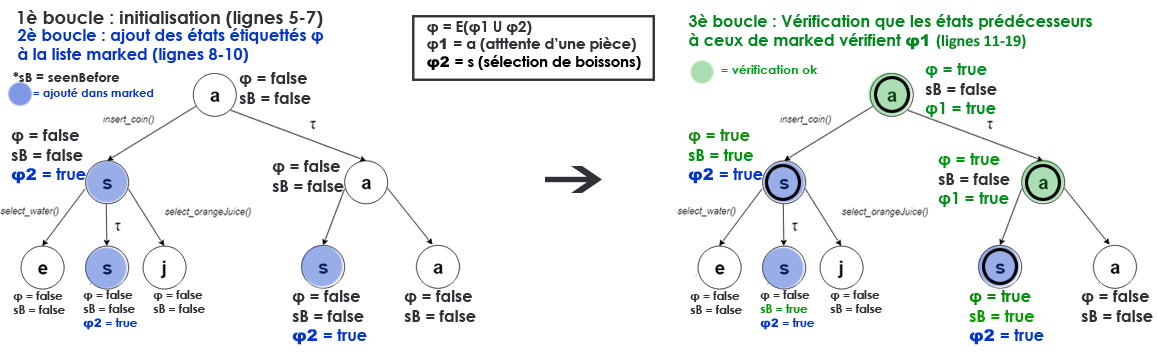 1è boucle : initialisation (lignes 5-7)
2è boucle : ajout des états étiquettés φ
à la liste marked (lignes 8-10)
*sB = seenBefore
= ajouté dans marked
φ = E(φ1 U φ2)
φ1 = a (atttente d'une pièce)
φ2 = s (sélection de boissons)
3è boucle : Vérification que les états prédécesseurs
à ceux de marked vérifient φ1 (lignes 11-19)
= vérification ok
a
φ = false
sB = false
insert_coin()
τ
φ = false
sB = false
φ2 = true
s
φ = false
sB = false
a
select_water()
τ
select_orangeJuice()
e
s
j
s
a
φ = false
sB = false
φ = false
sB = false
φ2 = true
φ = false
sB = false
φ = false
sB = false
φ2 = true
φ = false
sB = false
a
φ = true
sB = false
φ1 = true
insert_coin()
τ
φ = true
sB = true
φ2 = true
s
φ = true
sB = false
φ1 = true
a
select_water()
τ
select_orangeJuice()
e
s
j
s
a
φ = false
sB = false
φ = false
sB = true
φ2 = true
φ = false
sB = false
φ = true
sB = true
φ2 = true
φ = false
sB = false